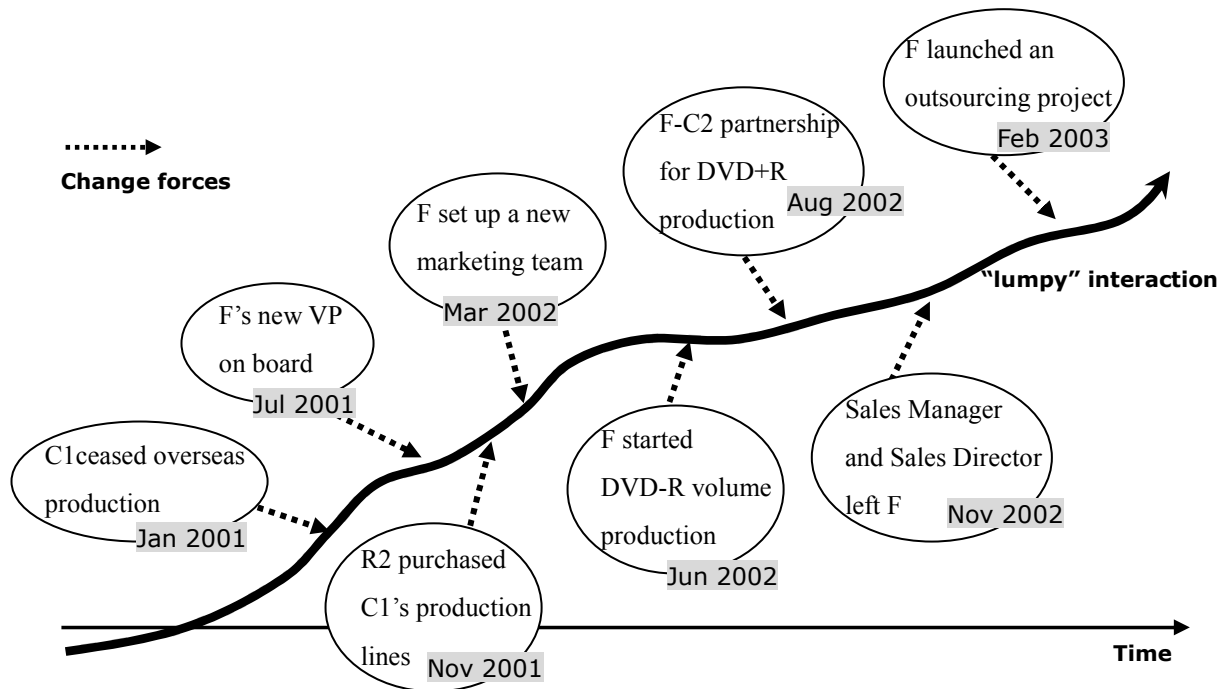 F launched an
outsourcing project
Feb 2003
F-C2 partnership
for DVD+R
production
Aug 2002
Change forces
F set up a new
marketing team
Mar 2002
"lumpy" interaction
F's new VP
on board
Jul 2001
C1ceased overseas
production
Jan 2001
R2 purchased
C1's production
lines
Nov 2001
F started
DVD-R volume
production
Jun 2002
Sales Manager
and Sales Director
left F
Nov 2002
Time